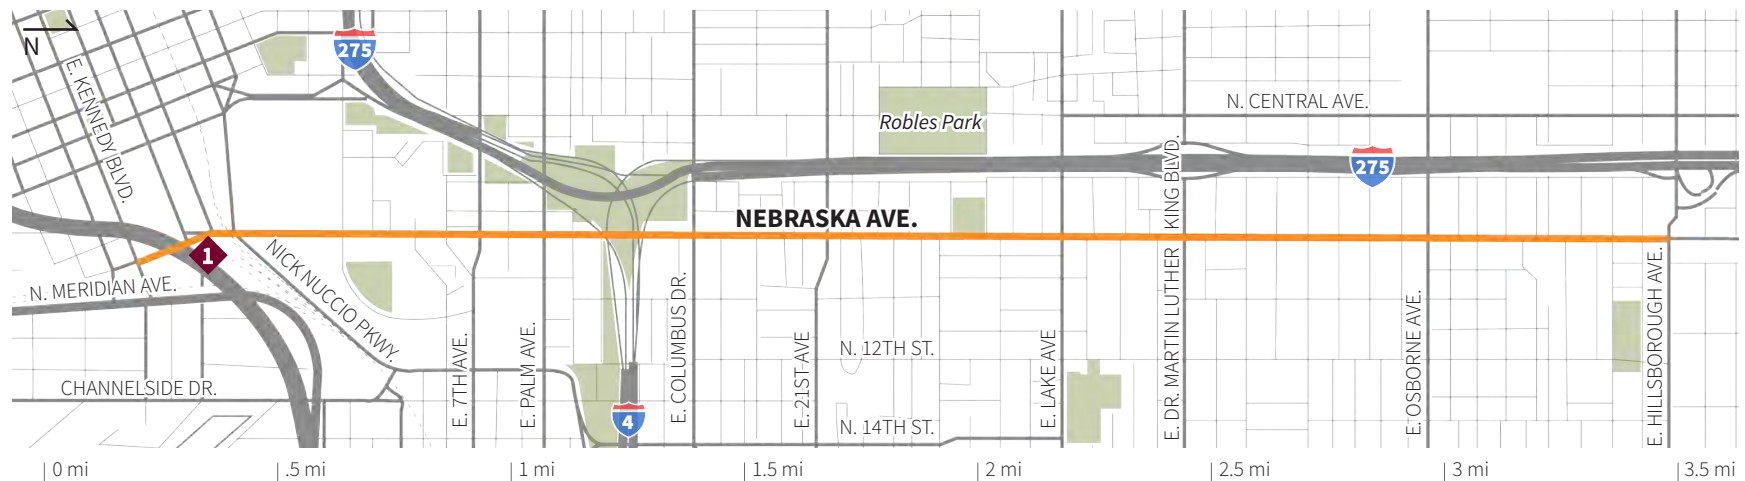 N
E. KENNEDY BLVD.
275
N. CENTRAL AVE.
Robles Park
275
NEBRASKA AVE.
1
N. MERIDIAN AVE.
NICK NUCCIO PKWY.
CHANNELSIDE DR.
E. 7TH AVE.
E. PALM AVE.
4
E. COLUMBUS DR.
E. 21ST AVE
N. 12TH ST.
N. 14TH ST.
E. LAKE AVE
E. DR. MARTIN LUTHER KING BLVD.
E. OSBORNE AVE.
E. HILLSBOROUGH AVE.
| 0 mi | .5 mi | 1 mi | 1.5 mi | 2 mi | 2.5 mi | 3 mi | 3.5 mi